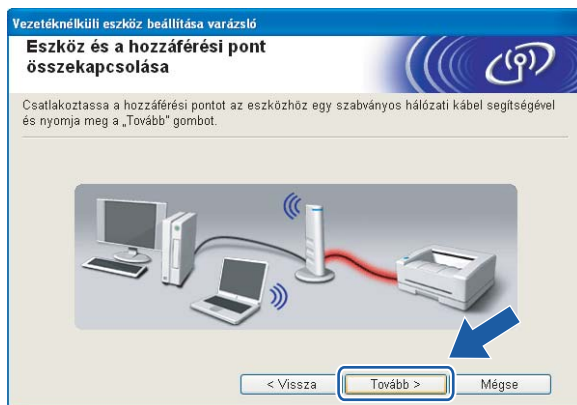 Vezetéknélküli eszköz beállítása varázsló
Eszköz és a hozzáférési pont
összekapcsolása
Csatlakoztassa a hozzáférési pontot az eszközhöz egy szabványos hálózati kábel segítségével
és nyomja meg a „Tovább" gombot.
< Vissza Tovább > Mégse